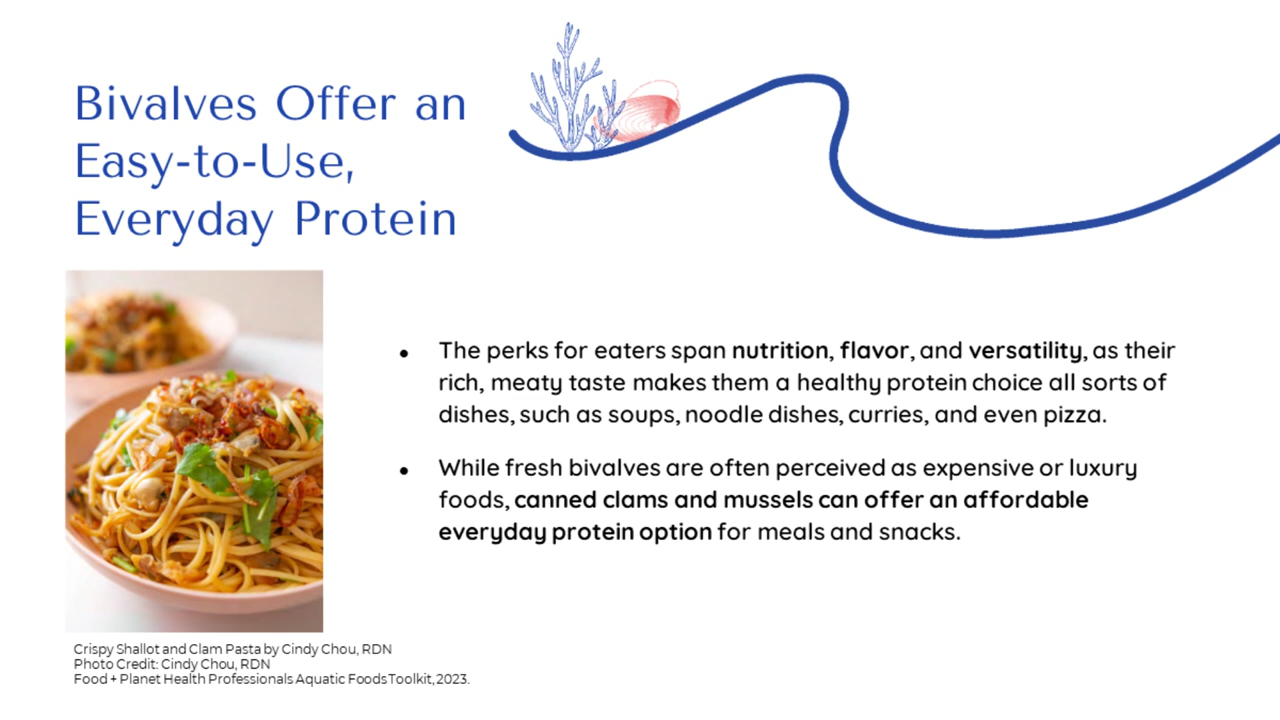 Bivalves Offer an
Easy-to-Use,
Everyday Protein
• The perks for eaters span nutrition, flavor, and versatility, as their
rich, meaty taste makes them a healthy protein choice all sorts of
dishes, such as soups, noodle dishes, curries, and even pizza.
• While fresh bivalves are often perceived as expensive or luxury
foods, canned clams and mussels can offer an affordable
everyday protein option for meals and snacks.
Crispy Shallot and Clam Pasta by Cindy Chou, RDN
Photo Credit: Cindy Chou, RDN
Food + Planet Health Professionals Aquatic Foods Toolkit, 2023.